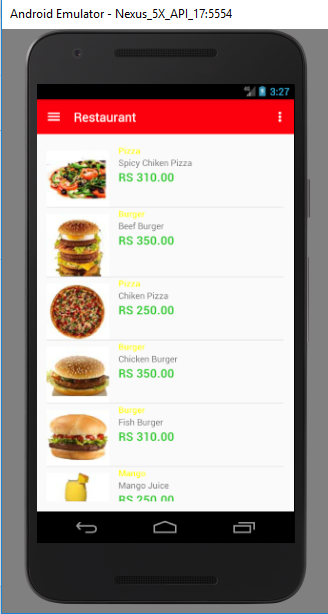 Android Emulator - Nexus_5X_API_17:5554
3:27
Restaurant
Pizza
Spicy Chiken Pizza
RS 310.00
Burger
Beef Burger
RS 350.00
Pizza
Chiken Pizza
RS 250.00
Burger
Chicken Burger
RS 350.00
Burger
Fish Burger
RS 310.00
Mango
Mango Juice
RS 250.00